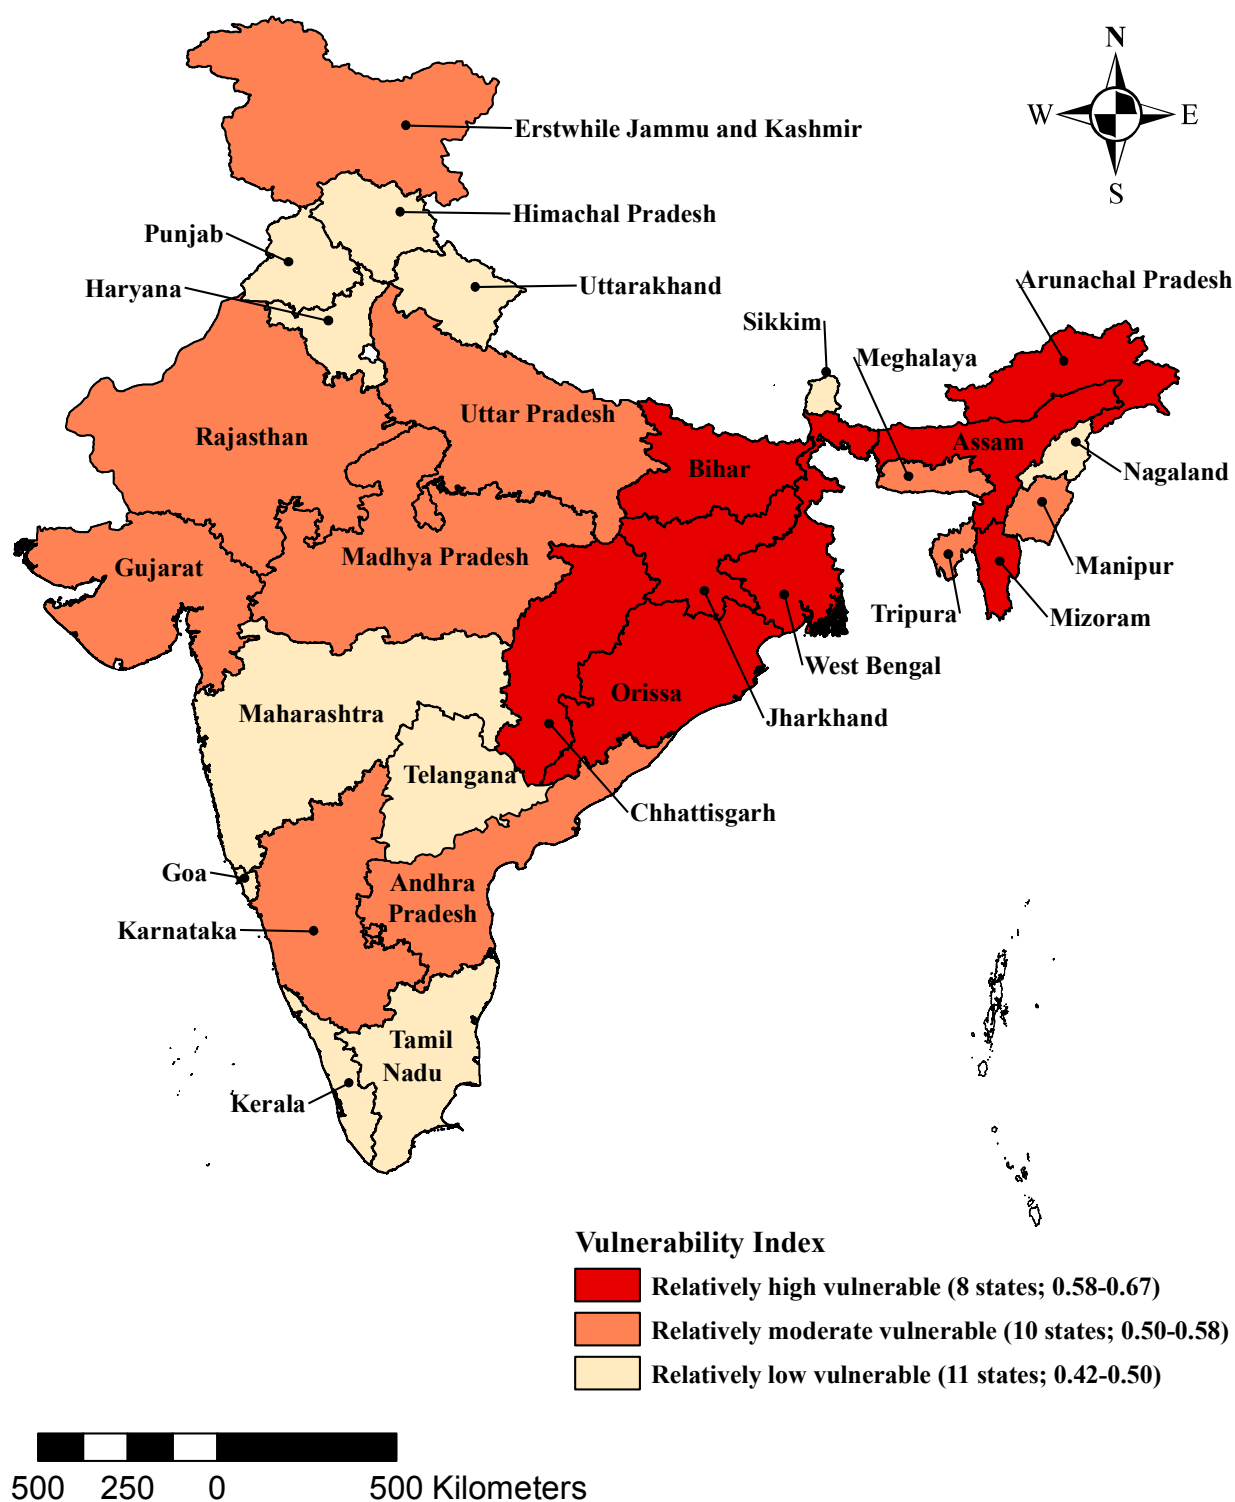 N
W
E
S
Erstwhile Jammu and Kashmir
Himachal Pradesh
Punjab
Haryana
Uttarakhand
Arunachal Pradesh
Sikkim
Meghalaya
Uttar Pradesh
Rajasthan
Assam
Bihar
Nagaland
Madhya Pradesh
Gujarat
Manipur
Tripura
Mizoram
West Bengal
Orissa
Maharashtra
Jharkhand
Telangana
Chhattisgarh
Goa
Andhra
Pradesh
Karnataka
Tamil
Nadu
Kerala
Vulnerability Index
Relatively high vulnerable (8 states; 0.58-0.67)
Relatively moderate vulnerable (10 states; 0.50-0.58)
Relatively low vulnerable (11 states; 0.42-0.50)
500 250 0 500 Kilometers